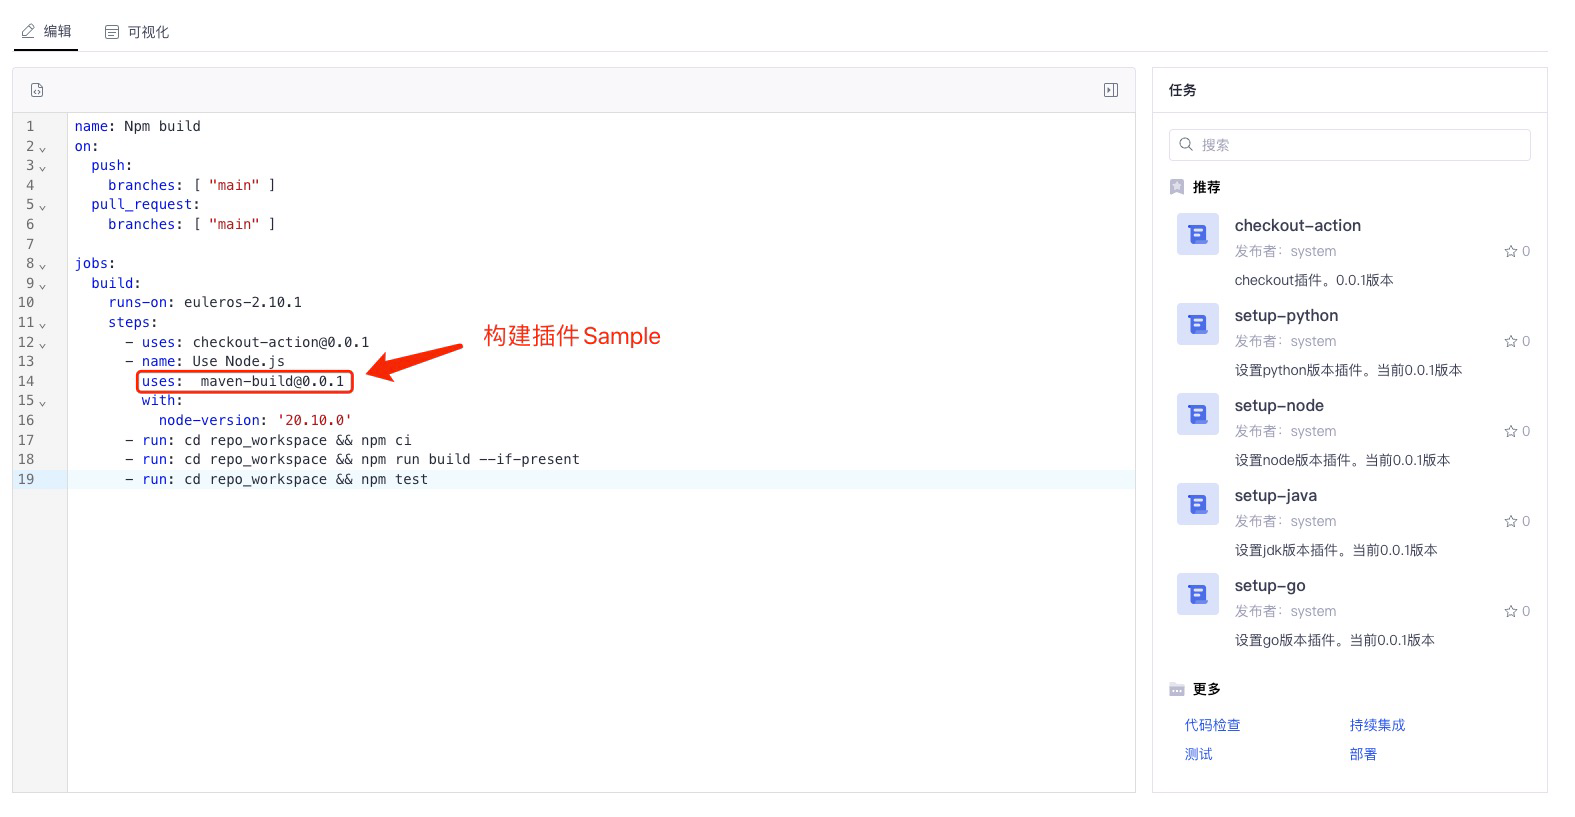 编辑 可视化
1 name: Npm build
2 on:
3 push:
4 branches: [ "main" ]
5 pull_request:
6 branches: [ "main" ]
7
8 jobs:
9 build:
10 runs-on: euleros-2.10.1
11 steps:
12 - uses: checkout-action@0.0.1
13 - name: Use Node.js
14 uses:  maven-build@0.0.1
15 with:
16 node-version: '20.10.0'
17 - run: cd repo_workspace && npm ci
18 - run: cd repo_workspace && npm run build --if-present
19 - run: cd repo_workspace && npm test
构建插件 Sample
任务
搜索
推荐
checkout-action
发布者：system 0
checkout插件。0.0.1版本
setup-python
发布者：system 0
设置python版本插件。当前0.0.1版本
setup-node
发布者：system 0
设置node版本插件。当前0.0.1版本
setup-java
发布者：system 0
设置jdk版本插件。当前0.0.1版本
setup-go
发布者：system 0
设置go版本插件。当前0.0.1版本
更多
代码检查 持续集成
测试 部署